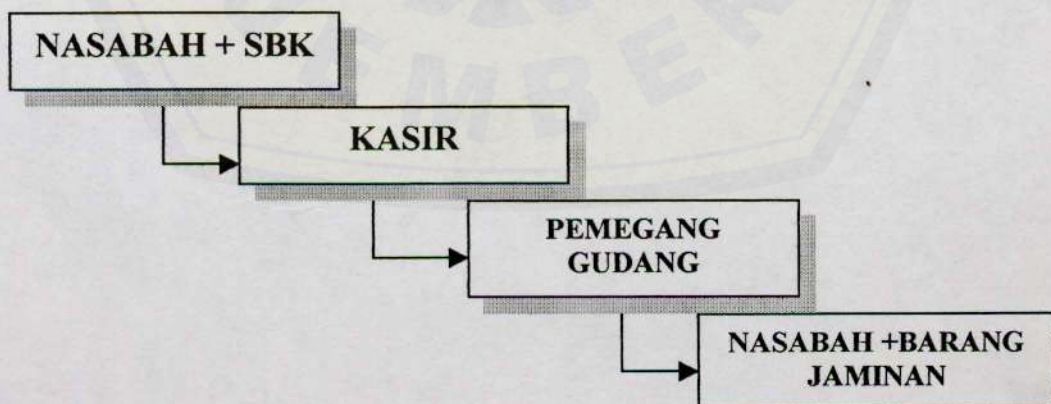 NASABAH + SBK
KASIR
PEMEGANG
GUDANG
NASABAH +BARANG
JAMINAN